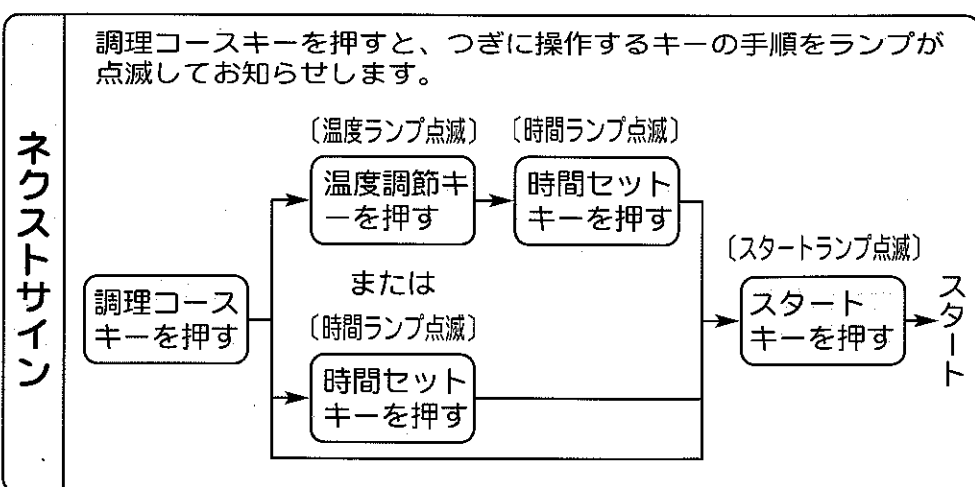 ネクストサイン
調理コースキーを押すと、つぎに操作するキーの手順をランプが
点滅してお知らせします。
〔温度ランプ点滅〕
〔時間ランプ点滅〕
温度調節キ
ーを押す
時間セット
キーを押す
または
〔時間ランプ点滅〕
調理コース
キーを押す
時間セット
キーを押す
〔スタートランプ点滅〕
スタート
キーを押す
スタート